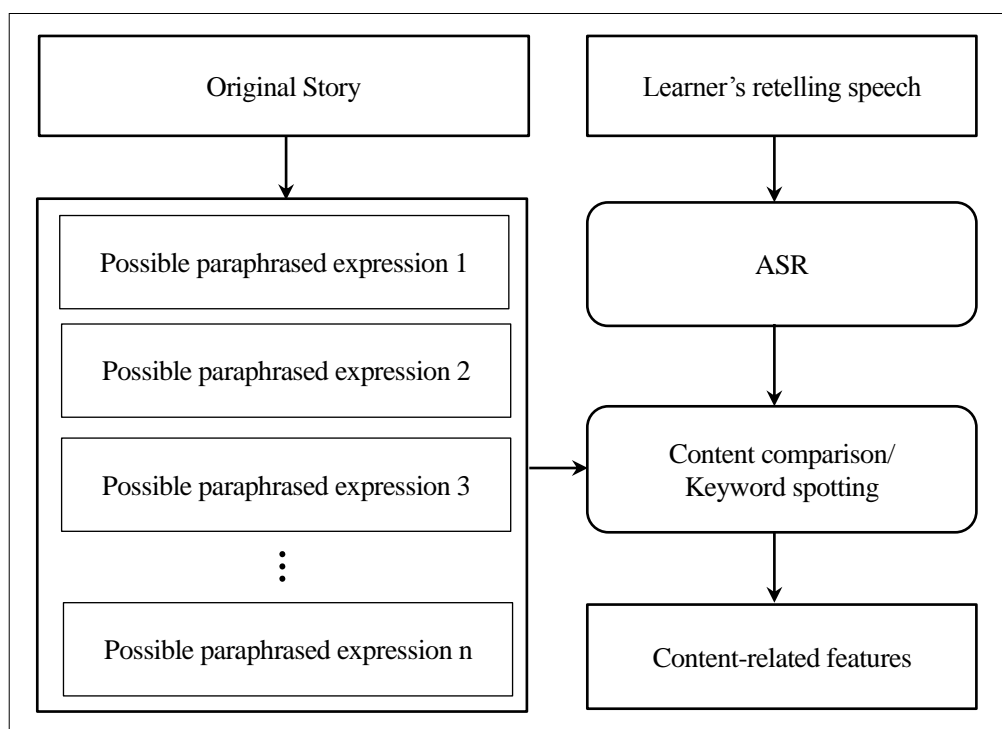 Original Story
Possible paraphrased expression 1
Possible paraphrased expression 2
Possible paraphrased expression 3
Possible paraphrased expression n
Learner’s retelling speech
ASR
Content comparison/
Keyword spotting
Content-related features